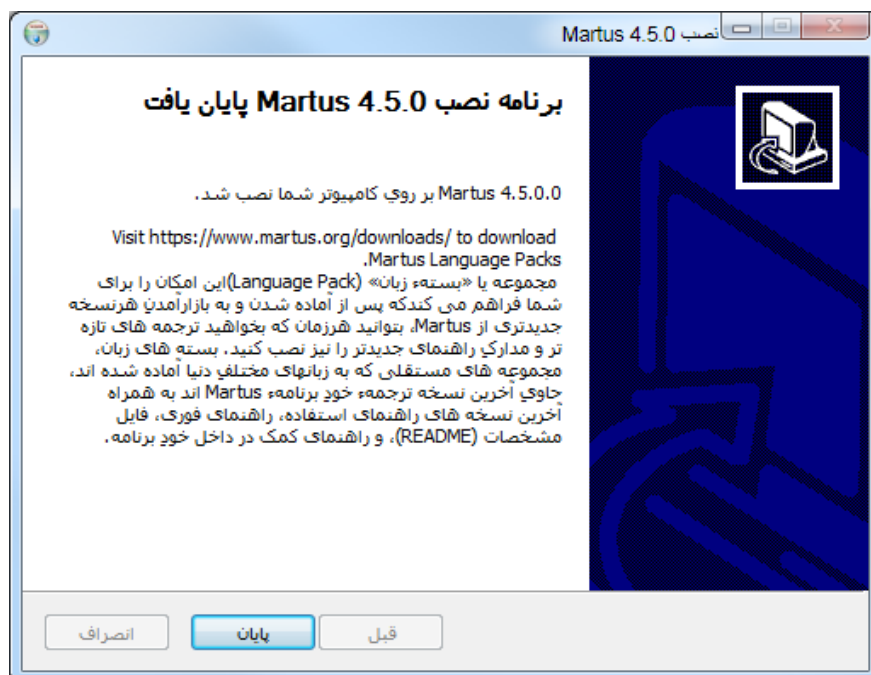 نصب Martus 4.5.0
برنامه نصب Martus 4.5.0 پایان یافت
Martus 4.5.0.0 بر روي کامپیوتر شما نصب شد.
Visit https://www.martus.org/downloads/ to download
Martus Language Packs.
مجموعه یا «بستهء زبان» (Language Pack)این امکان را برای
شما فراهم می کندکه پس از آماده شدن و به بازارآمدنِ هرنسخه
جدیدتری از Martus، بتوانید هرزمان که بخواهید ترجمه های تازه
تر و مدارکِ راهنمای جدیدتر را نیز نصب کنید. بسته های زبان،
مجموعه های مستقلی که به زبانهای مختلفِ دنیا آماده شده اند،
حاويِ آخرین نسخه ترجمهء خودِ برنامهء Martus اند به همراه
آخرین نسخه های راهنمای استفاده، راهنمای فوری، فایل
مشخصات (README)، و راهنمای کمک در داخل خودِ برنامه.
قبل
پایان
انصراف